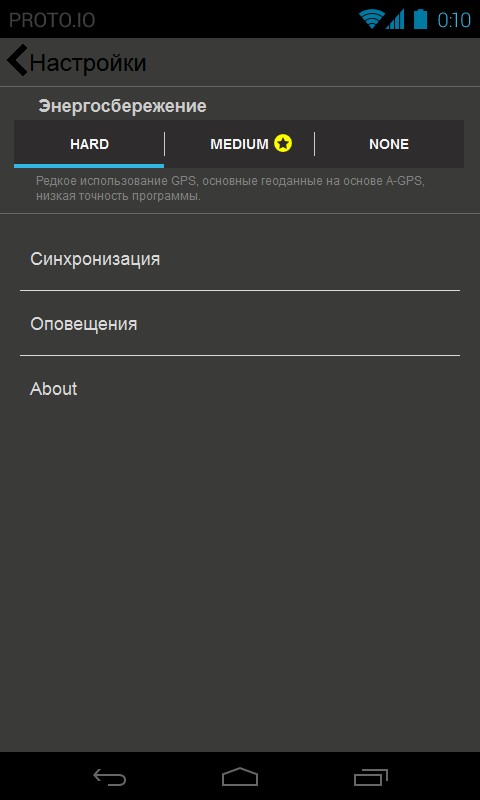 PROTO.IO 0:10
Настройки
Энергосбережение
HARD MEDIUM NONE
Редкое использование GPS, основные геоданные на основе A-GPS,
низкая точность программы.
Синхронизация
Оповещения
About